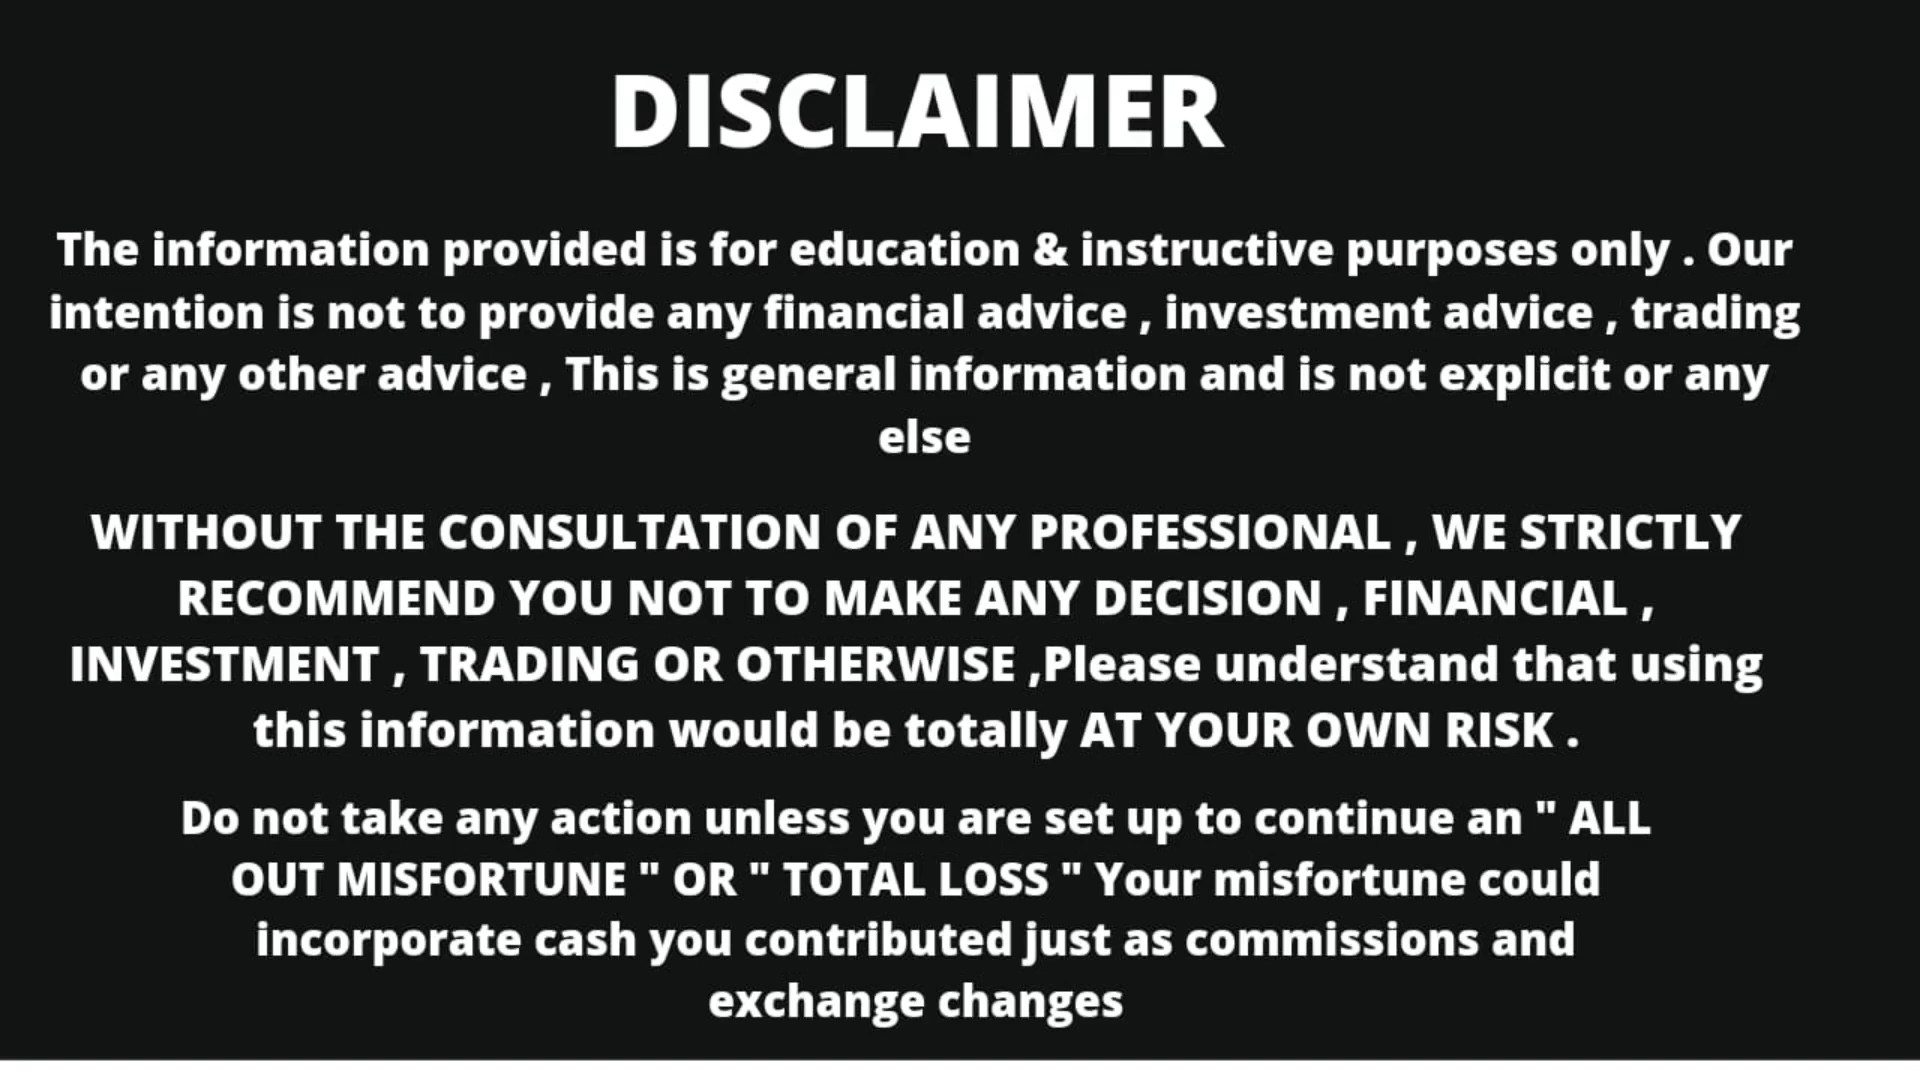 DISCLAIMER
The information provided is for education & instructive purposes only . Our
intention is not to provide any financial advice , investment advice , trading
or any other advice , This is general information and is not explicit or any
else
WITHOUT THE CONSULTATION OF ANY PROFESSIONAL , WE STRICTLY
RECOMMEND YOU NOT TO MAKE ANY DECISION , FINANCIAL ,
INVESTMENT , TRADING OR OTHERWISE ,Please understand that using
this information would be totally AT YOUR OWN RISK .
Do not take any action unless you are set up to continue an " ALL
OUT MISFORTUNE " OR " TOTAL LOSS " Your misfortune could
incorporate cash you contributed just as commissions and
exchange changes